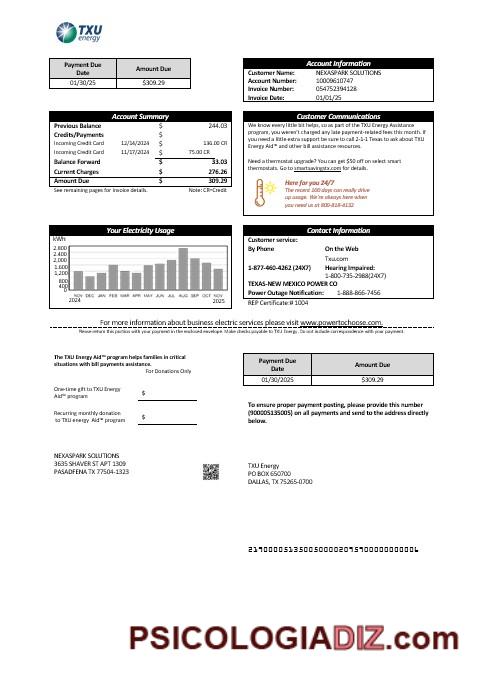 TXU
energy
Payment Due Date
Amount Due
01/30/25
$309.29
Account Information
Customer Name: NEXASPARK SOLUTIONS
Account Number: 10009610747
Invoice Number: 054752394128
Invoice Date: 01/01/25
Account Summary
Previous Balance $ 244.03
Credits/Payments $
Incoming Credit Card 12/14/2024 $ 136.00 CR
Incoming Credit Card 11/17/2024 $ 75.00 CR
Balance Forward $ 33.03
Current Charges $ 276.26
Amount Due $ 309.29
See remaining pages for invoice details. Note: CR=Credit
Customer Communications
We know every little bit helps, so as part of the TXU Energy Assistance
program, you weren't charged any late payment-related fees this month. If
you need a little extra support be sure to call 2-1-1 Texas to ask about TXU
Energy Aid℠ and other bill assistance resources.
Need a thermostat upgrade? You can get $50 off on select smart
thermostats. Go to smartsavingstx.com for details.
Here for you 24/7
The recent 100 days can really drive
up usage. We're always here when
you need us at 800-818-6132
Your Electricity Usage
kWh
2,800
2,400
2,000
1,600
1,200
800
400
0
NOV DEC JAN FEB MAR APR MAY JUN JUL AUG SEP OCT NOV
2024 2025
Contact Information
Customer service:
By Phone On the Web
Txu.com
1-877-460-4262 (24X7) Hearing Impaired:
1-800-735-2988(24X7)
TEXAS-NEW MEXICO POWER CO
Power Outage Notification: 1-888-866-7456
REP Certificate # 1004
For more information about business electric services please visit www.powertochoose.com.
Please return this portion with your payment in the enclosed envelope. Make checks payable to TXU Energy. Do not include correspondence with your payment.
The TXU Energy Aid℠ program helps families in critical
situations with bill payments assistance.
For Donations Only
One-time gift to TXU Energy
Aid℠ program $
Recurring monthly donation
to TXU energy Aid℠ program $
Payment Due Date
Amount Due
01/30/2025
$309.29
To ensure proper payment posting, please provide this number
(900005135005) on all payments and send to the address directly
below.
NEXASPARK SOLUTIONS
3635 SHAVER ST APT 1309
PASADFENA TX 77504-1323
TXU Energy
PO BOX 650700
DALLAS, TX 75265-0700
PSICOLOGIADIZ.com